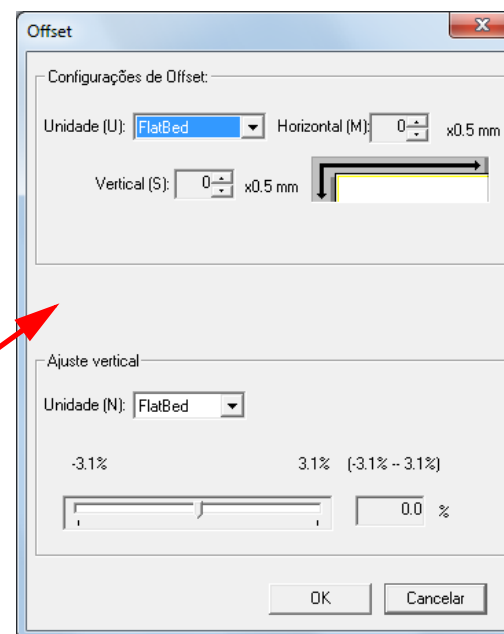 Offset
Configurações de Offset:
Unidade (U): FlatBed Horizontal (M): 0 x0.5 mm
Vertical (S): 0 x0.5 mm
Ajuste vertical
Unidade (N): FlatBed
-3.1% 3.1% (-3.1% -- 3.1%)
0.0 %
OK Cancelar